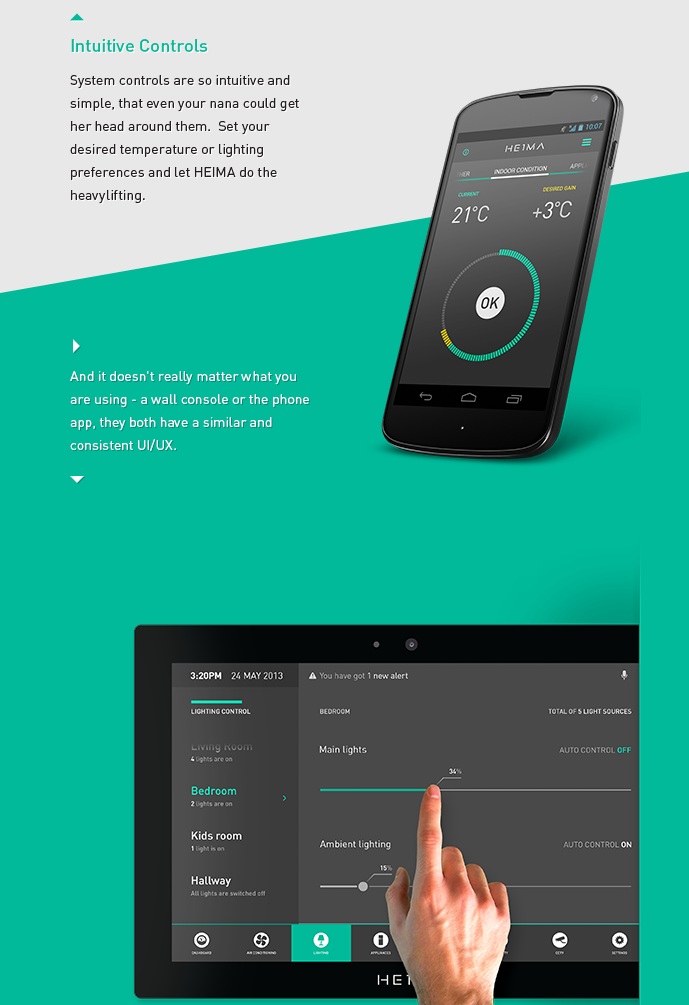 Intuitive Controls
System controls are so intuitive and
simple, that even your nana could get
her head around them. Set your
desired temperature or lighting
preferences and let HEIMA do the
heavylifting.
10:07
HEIMA
HER INDOOR CONDITION APPL
CURRENT DESIRED GAIN
21°C +3°C
OK
And it doesn't really matter what you
are using - a wall console or the phone
app, they both have a similar and
consistent UI/UX.
3:20PM 24 MAY 2013 You have got 1 new alert
LIGHTING CONTROL BEDROOM TOTAL OF 5 LIGHT SOURCES
Living Room Main lights AUTO CONTROL OFF
4 lights are on
34%
Bedroom
2 lights are on
Kids room Ambient lighting AUTO CONTROL ON
1 light is on
15%
Hallway
All lights are switched off
DASHBOARD AIR CONDITIONING LIGHTING APPLIANCES CCTV SETTINGS
HEI